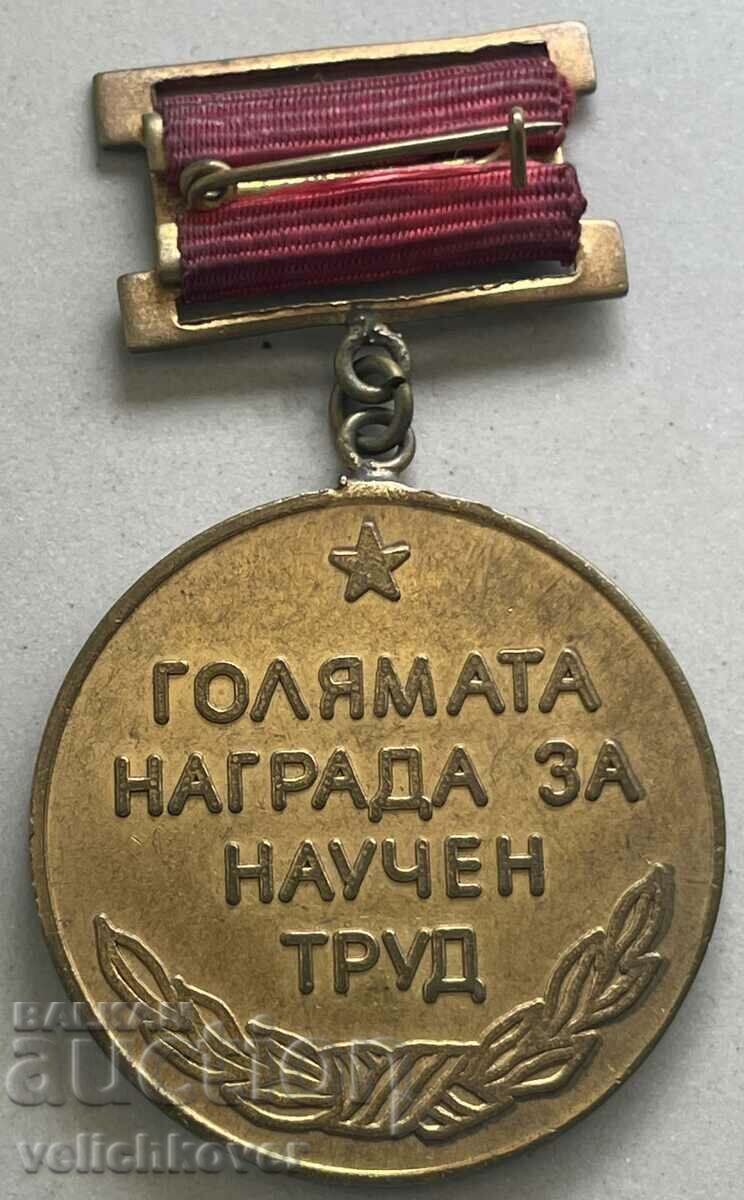 ГОЛЯМАТА
НАГРАДА ЗА
НАУЧЕН
ТРУД
BALKAN
auction
velichkover